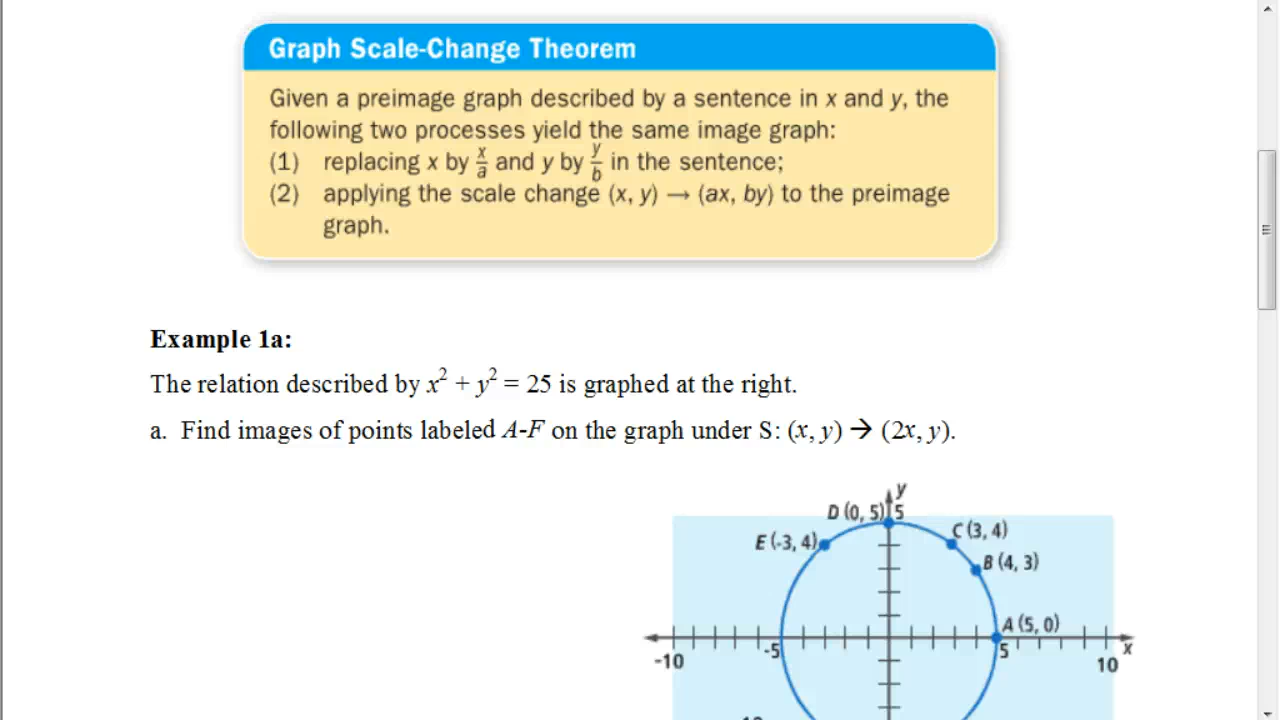 Graph Scale-Change Theorem
Given a preimage graph described by a sentence in x and y, the
following two processes yield the same image graph:
(1) replacing x by x/a and y by y/b in the sentence;
(2) applying the scale change (x, y) → (ax, by) to the preimage
graph.
Example 1a:
The relation described by x² + y² = 25 is graphed at the right.
a. Find images of points labeled A-F on the graph under S: (x, y) → (2x, y).
y
D (0, 5)
5
C (3, 4)
E (-3, 4)
B (4, 3)
A (5, 0)
-5
5
x
-10
10